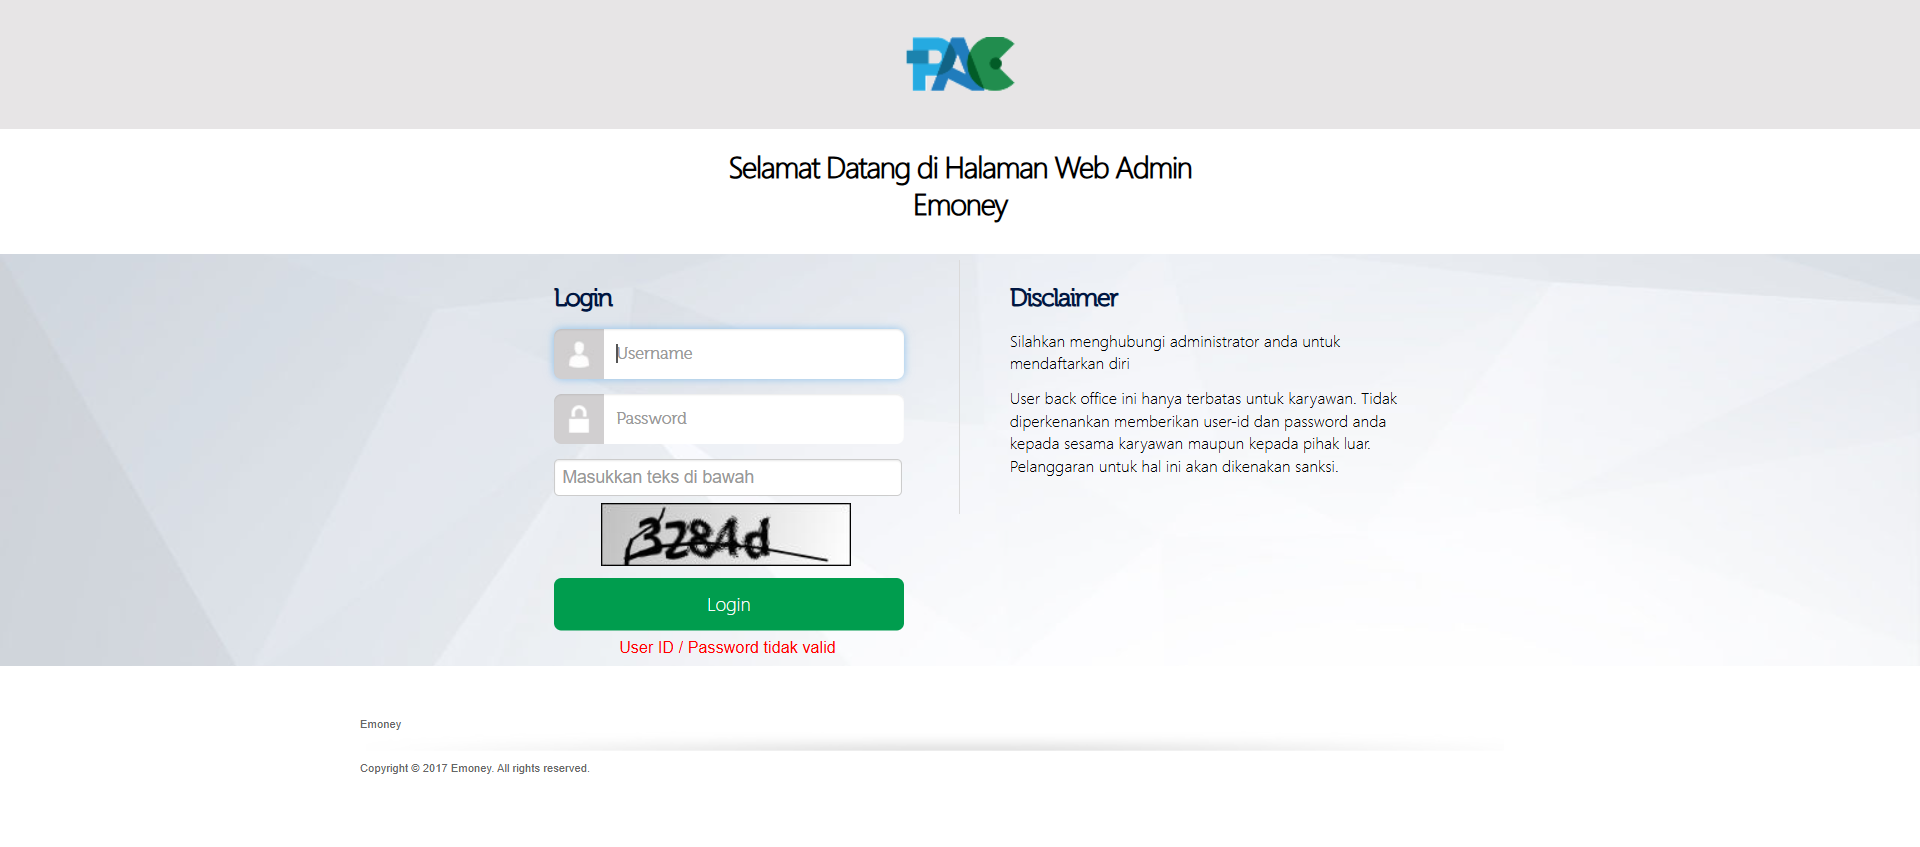 PAC
Selamat Datang di Halaman Web Admin
Emoney
Login
Username
Password
Masukkan teks di bawah
3284d
Login
User ID / Password tidak valid
Disclaimer
Silahkan menghubungi administrator anda untuk
mendaftarkan diri
User back office ini hanya terbatas untuk karyawan. Tidak
diperkenankan memberikan user-id dan password anda
kepada sesama karyawan maupun kepada pihak luar.
Pelanggaran untuk hal ini akan dikenakan sanksi.
Emoney
Copyright © 2017 Emoney. All rights reserved.